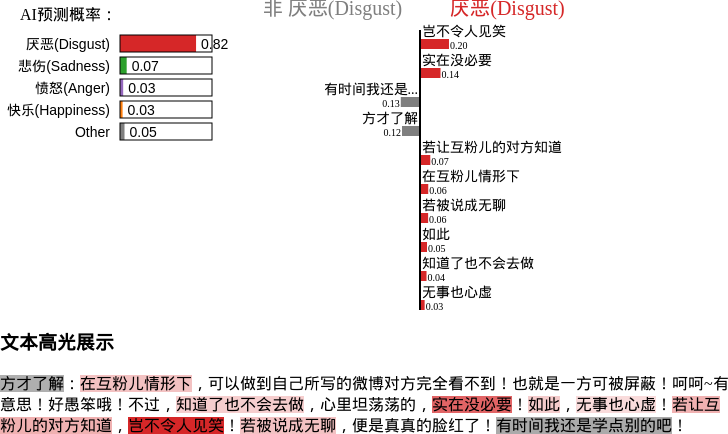 AI预测概率：
厌恶(Disgust) 0.82
悲伤(Sadness) 0.07
愤怒(Anger) 0.03
快乐(Happiness) 0.03
Other 0.05
非 厌恶(Disgust) 厌恶(Disgust)
岂不令人见笑
0.20
实在没必要
0.14
有时间我还是...
0.13
方才了解
0.12
若让互粉儿的对方知道
0.07
在互粉儿情形下
0.06
若被说成无聊
0.06
如此
0.05
知道了也不会去做
0.04
无事也心虚
0.03
文本高光展示
方才了解：在互粉儿情形下，可以做到自己所写的微博对方完全看不到！也就是一方可被屏蔽！呵呵~有
意思！好愚笨哦！不过，知道了也不会去做，心里坦荡荡的，实在没必要！如此，无事也心虚！若让互
粉儿的对方知道，岂不令人见笑！若被说成无聊，便是真真的脸红了！有时间我还是学点别的吧！